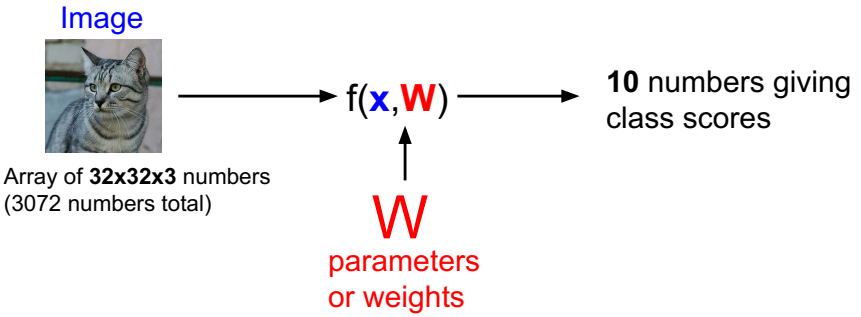 Image
f(x,W)
10 numbers giving
class scores
Array of 32x32x3 numbers
(3072 numbers total)
W
parameters
or weights